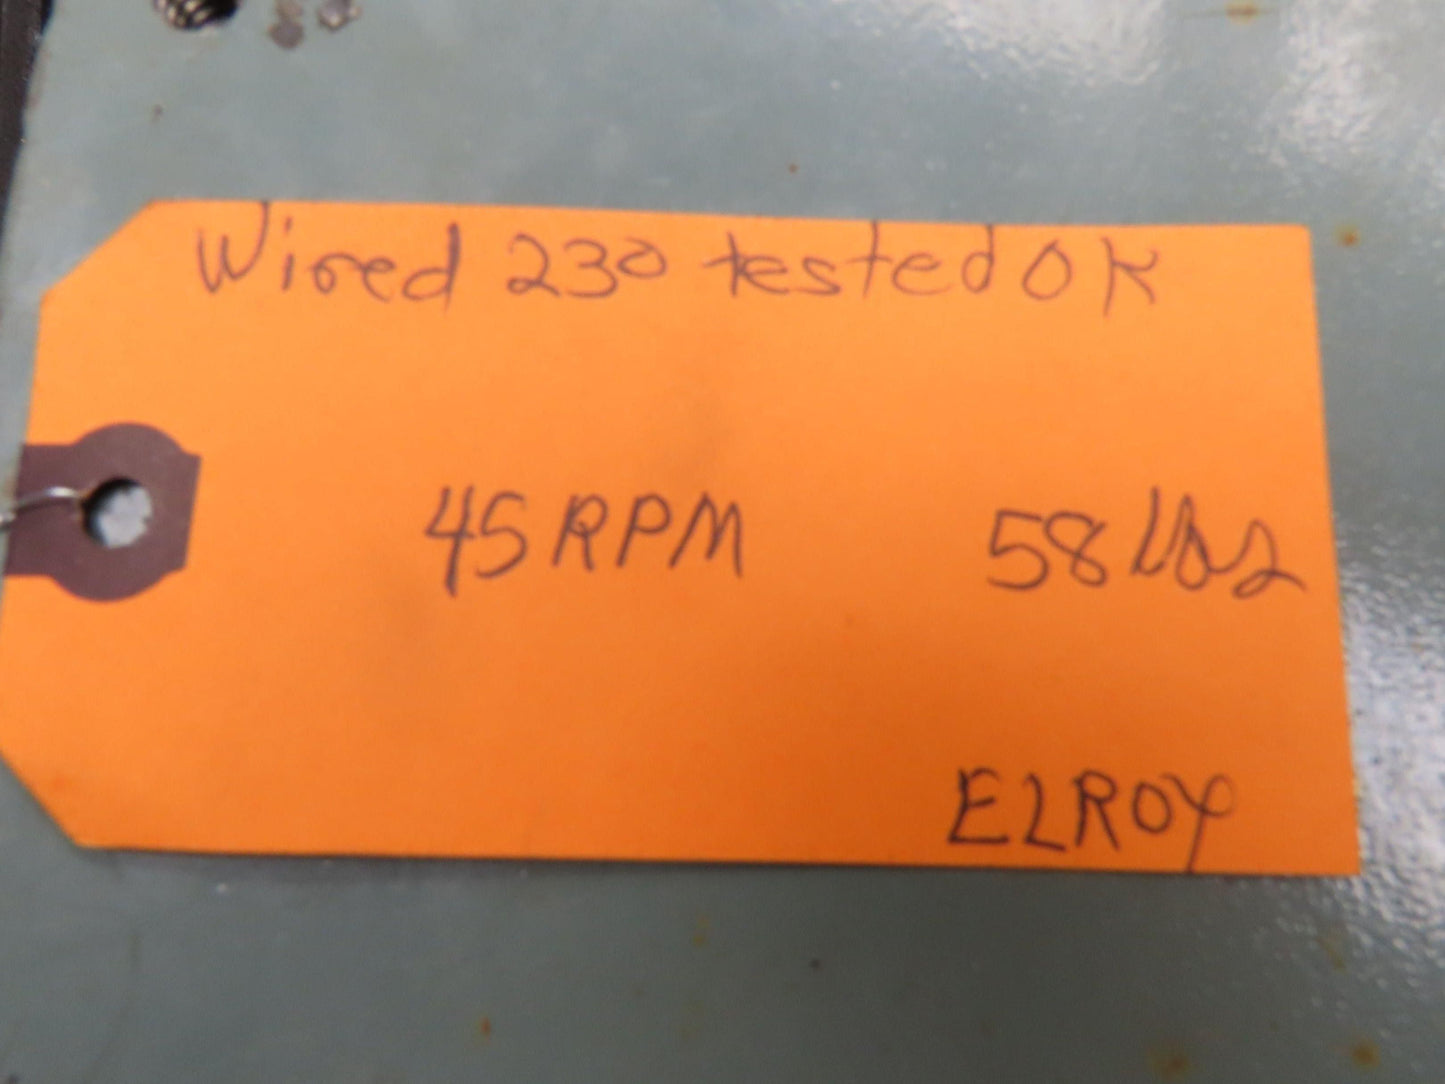 Wired 230 tested OK
45 RPM 58 lbs
ELROY